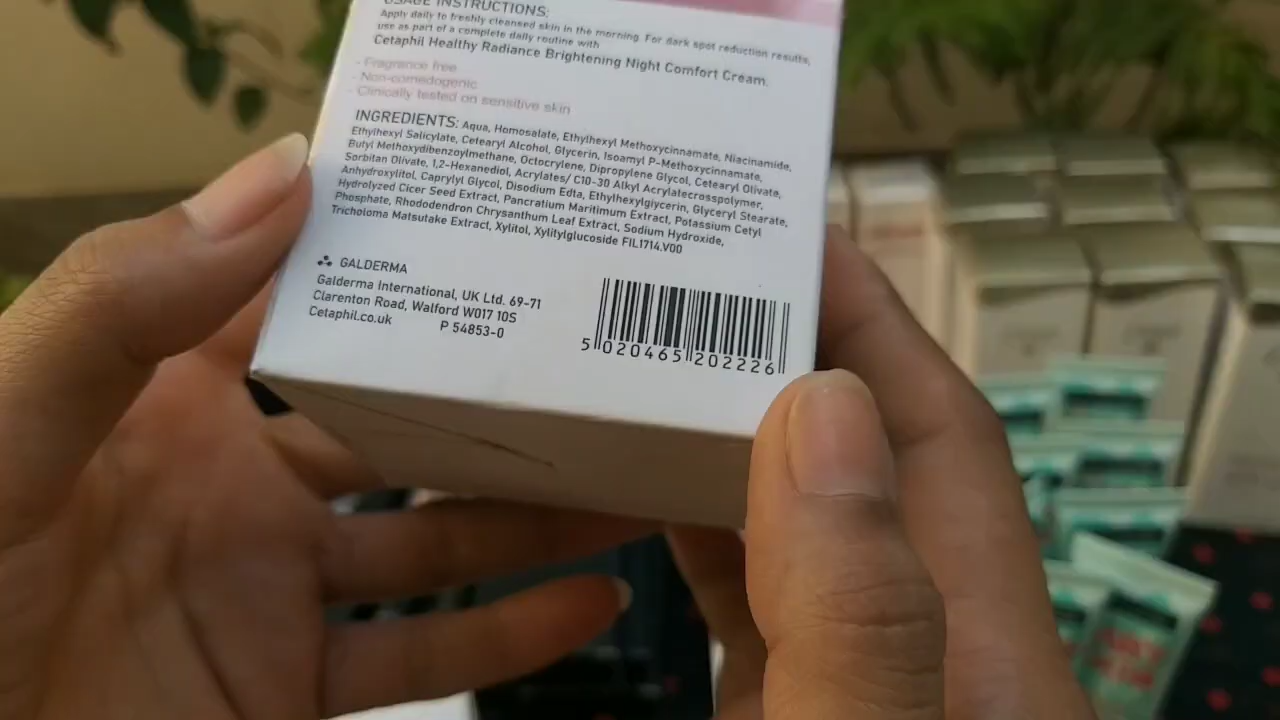 USAGE INSTRUCTIONS:
Apply daily to freshly cleansed skin in the morning. For dark spot reduction results,
use as part of a complete daily routine with
Cetaphil Healthy Radiance Brightening Night Comfort Cream.
- Fragrance free
- Non-comedogenic
- Clinically tested on sensitive skin
INGREDIENTS: Aqua, Homosalate, Ethylhexyl Methoxycinnamate, Niacinamide,
Ethylhexyl Salicylate, Cetearyl Alcohol, Glycerin, Isoamyl P-Methoxycinnamate,
Butyl Methoxydibenzoylmethane, Octocrylene, Dipropylene Glycol, Cetearyl Olivate,
Sorbitan Olivate, 1,2-Hexanediol, Acrylates/ C10-30 Alkyl Acrylatecrosspolymer,
Anhydroxylitol, Caprylyl Glycol, Disodium Edta, Ethylhexylgiycerin, Glyceryl Stearate,
Hydrolyzed Cicer Seed Extract, Pancratium Maritimum Extract, Potassium Cetyl
Phosphate, Rhododendron Chrysanthum Leaf Extract, Sodium Hydroxide,
Tricholoma Matsutake Extract, Xylitol, Xylitylglucoside FIL1714.V00
GALDERMA
Galderma International, UK Ltd. 69-71
Clarenton Road, Walford W017 10S
Cetaphil.co.uk P 54853-0
5 020465 202226